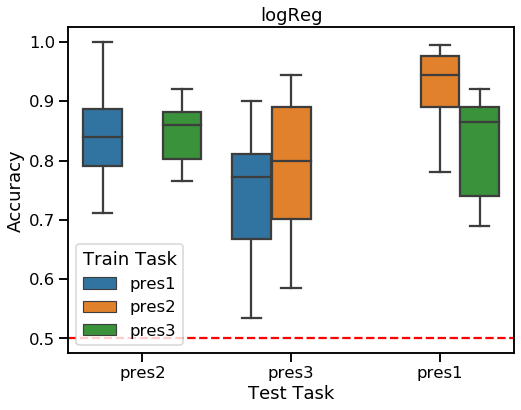 logReg
Accuracy
1.0
0.9
0.8
0.7
0.6
0.5
Train Task
pres1
pres2
pres3
pres2 pres3 pres1
Test Task